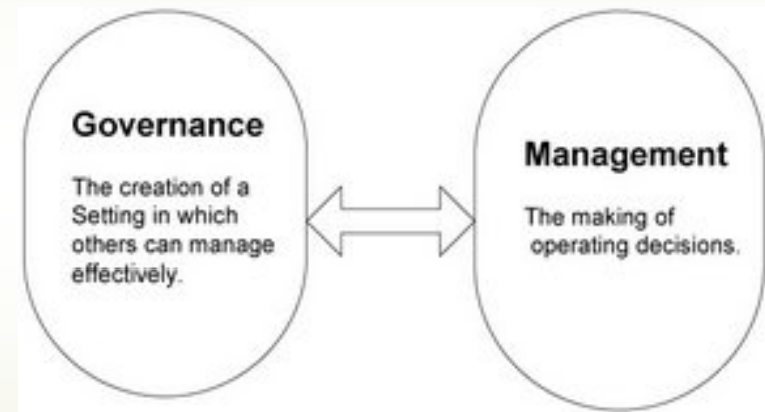 Governance
The creation of a
Setting in which
others can manage
effectively.
Management
The making of
operating decisions.